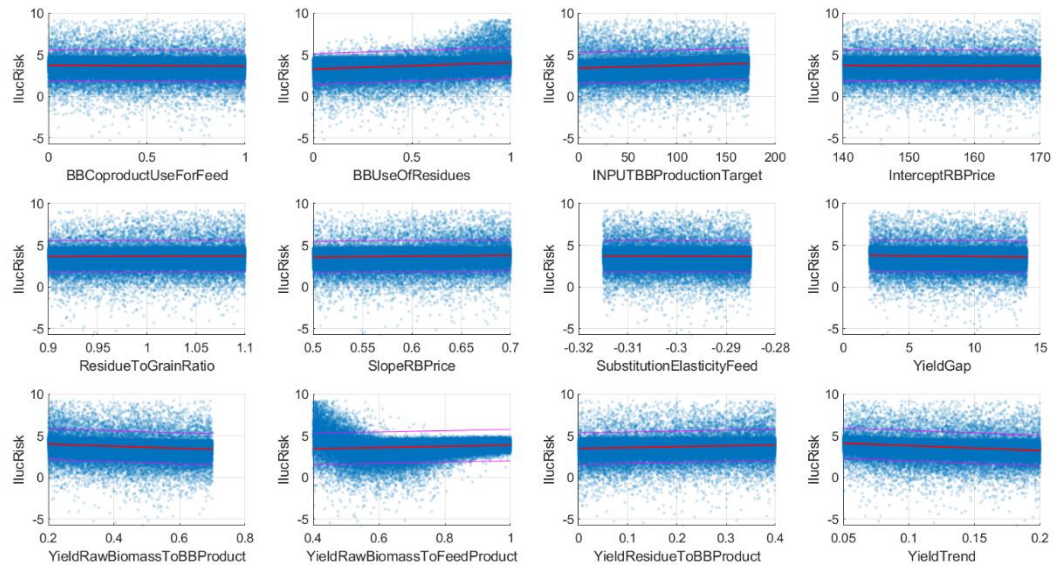 10
5
0
-5
IlucRisk
0 0.5 1
BBCoproductUseForFeed
10
5
0
-5
IlucRisk
0 0.5 1
BBUseOfResidues
10
5
0
-5
IlucRisk
0 50 100 150 200
INPUTBBProductionTarget
10
5
0
-5
IlucRisk
140 150 160 170
InterceptRBPrice
10
5
0
-5
IlucRisk
0.9 0.95 1 1.05 1.1
ResidueToGrainRatio
10
5
0
-5
IlucRisk
0.5 0.55 0.6 0.65 0.7
SlopeRBPrice
10
5
0
-5
IlucRisk
-0.32 -0.31 -0.3 -0.29 -0.28
SubstitutionElasticityFeed
10
5
0
-5
IlucRisk
0 5 10 15
YieldGap
10
5
0
-5
IlucRisk
0.2 0.4 0.6 0.8
YieldRawBiomassToBBProduct
10
5
0
-5
IlucRisk
0.4 0.6 0.8 1
YieldRawBiomassToFeedProduct
10
5
0
-5
IlucRisk
0 0.1 0.2 0.3 0.4
YieldResidueToBBProduct
10
5
0
-5
IlucRisk
0.05 0.1 0.15 0.2
YieldTrend